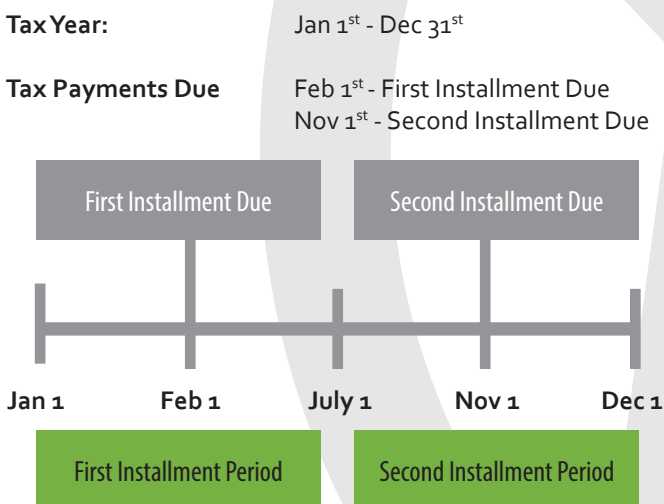 Tax Year: Jan 1st - Dec 31st
Tax Payments Due Feb 1st - First Installment Due
Nov 1st - Second Installment Due
First Installment Due Second Installment Due
Jan 1 Feb 1 July 1 Nov 1 Dec 1
First Installment Period Second Installment Period